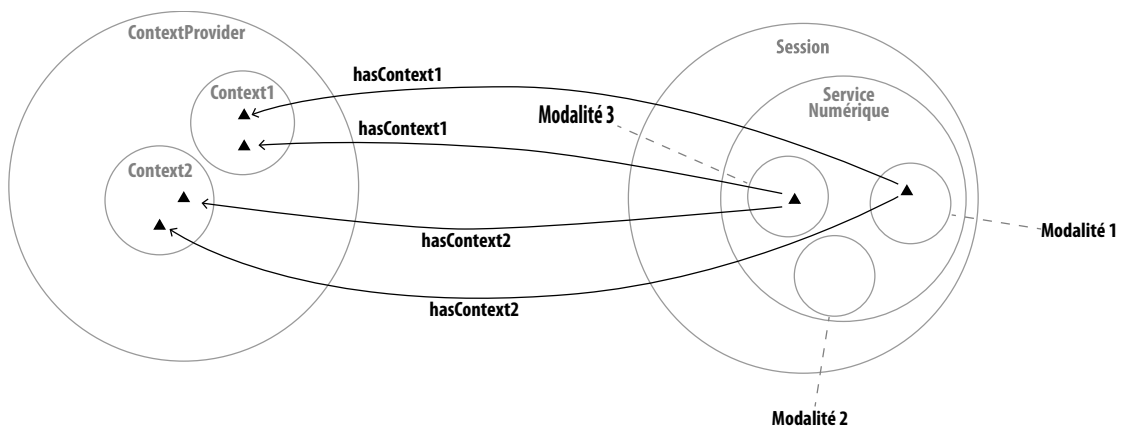 ContextProvider
Session
hasContext1
Context1
Service
Numérique
Modalité 3
hasContext1
Context2
Modalité 1
hasContext2
hasContext2
Modalité 2